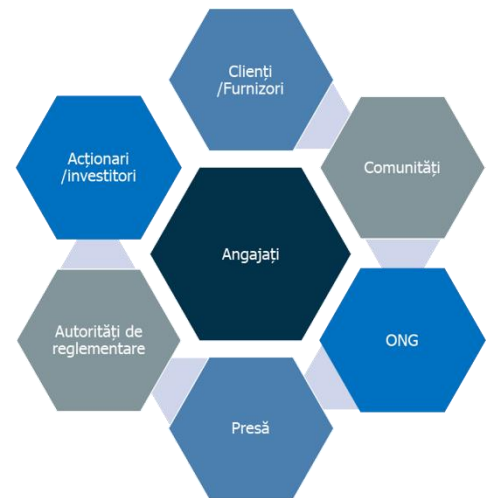 Clienți
/Furnizori
Acționari
/investitori
Comunități
Angajați
Autorități de
reglementare
ONG
Presă